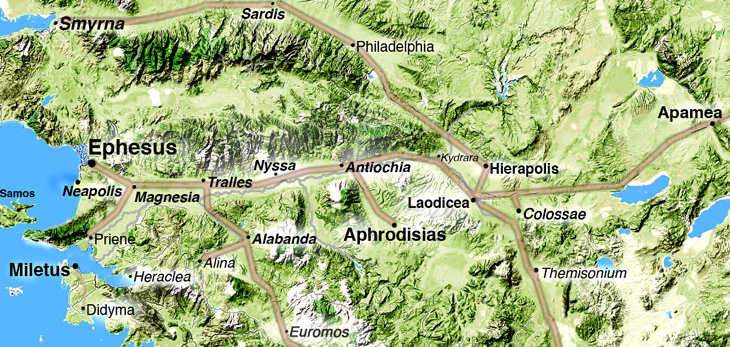 Sardis
Smyrna
Philadelphia
Apamea
Ephesus
Kydrara
Nyssa
Antiochia
Hierapolis
Tralles
Samos
Neapolis
Magnesia
Laodicea
Colossae
Priene
Alabanda
Aphrodisias
Alina
Miletus
Heraclea
Themisonium
Didyma
Euromos